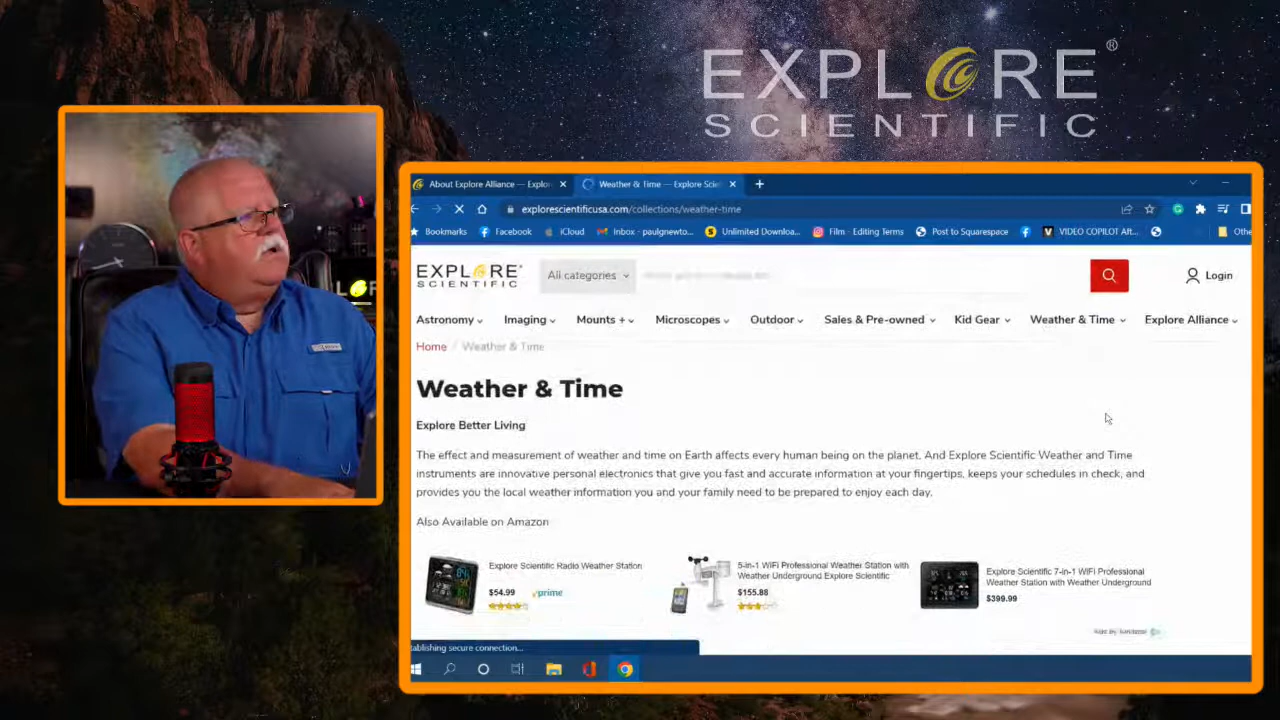 EXPLORE®
SCIENTIFIC
About Explore Alliance — Explo
Weather & Time — Explore Scie
explorescientificusa.com/collections/weather-time
Bookmarks
Facebook
iCloud
Inbox - paulgnewto...
Unlimited Downloa...
Film - Editing Terms
Post to Squarespace
VIDEO COPILOT Aft...
Othe
EXPLORE
SCIENTIFIC
All categories
Login
Astronomy
Imaging
Mounts +
Microscopes
Outdoor
Sales & Pre-owned
Kid Gear
Weather & Time
Explore Alliance
Home / Weather & Time
Weather & Time
Explore Better Living
The effect and measurement of weather and time on Earth affects every human being on the planet. And Explore Scientific Weather and Time
instruments are innovative personal electronics that give you fast and accurate information at your fingertips, keeps your schedules in check, and
provides you the local weather information you and your family need to be prepared to enjoy each day.
Also Available on Amazon
Explore Scientific Radio Weather Station
$54.99 prime
5-in-1 WiFi Professional Weather Station with
Weather Underground Explore Scientific
$155.88
Explore Scientific 7-in-1 WiFi Professional
Weather Station with Weather Underground
$399.99
tablishing secure connection...